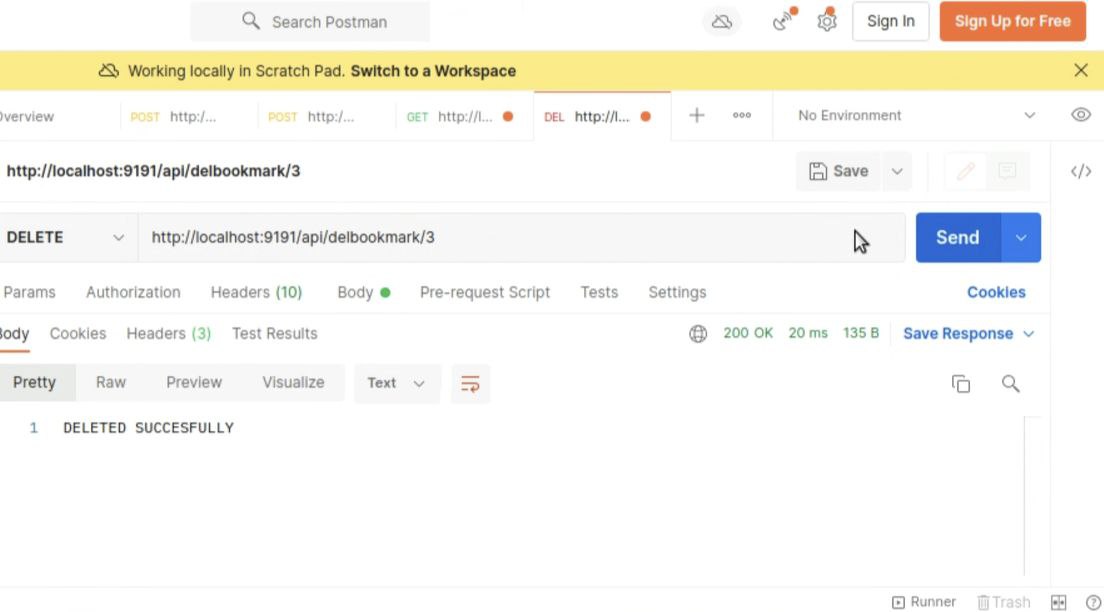 Search Postman
Sign In
Sign Up for Free
Working locally in Scratch Pad. Switch to a Workspace
Overview
POST http:/...
POST http:/...
GET http://l...
DEL http://l...
No Environment
http://localhost:9191/api/delbookmark/3
Save
</>
DELETE
http://localhost:9191/api/delbookmark/3
Send
Params Authorization Headers (10) Body Pre-request Script Tests Settings Cookies
Body Cookies Headers (3) Test Results 200 OK 20 ms 135 B Save Response
Pretty Raw Preview Visualize Text
1 DELETED SUCCESFULLY
Runner Trash